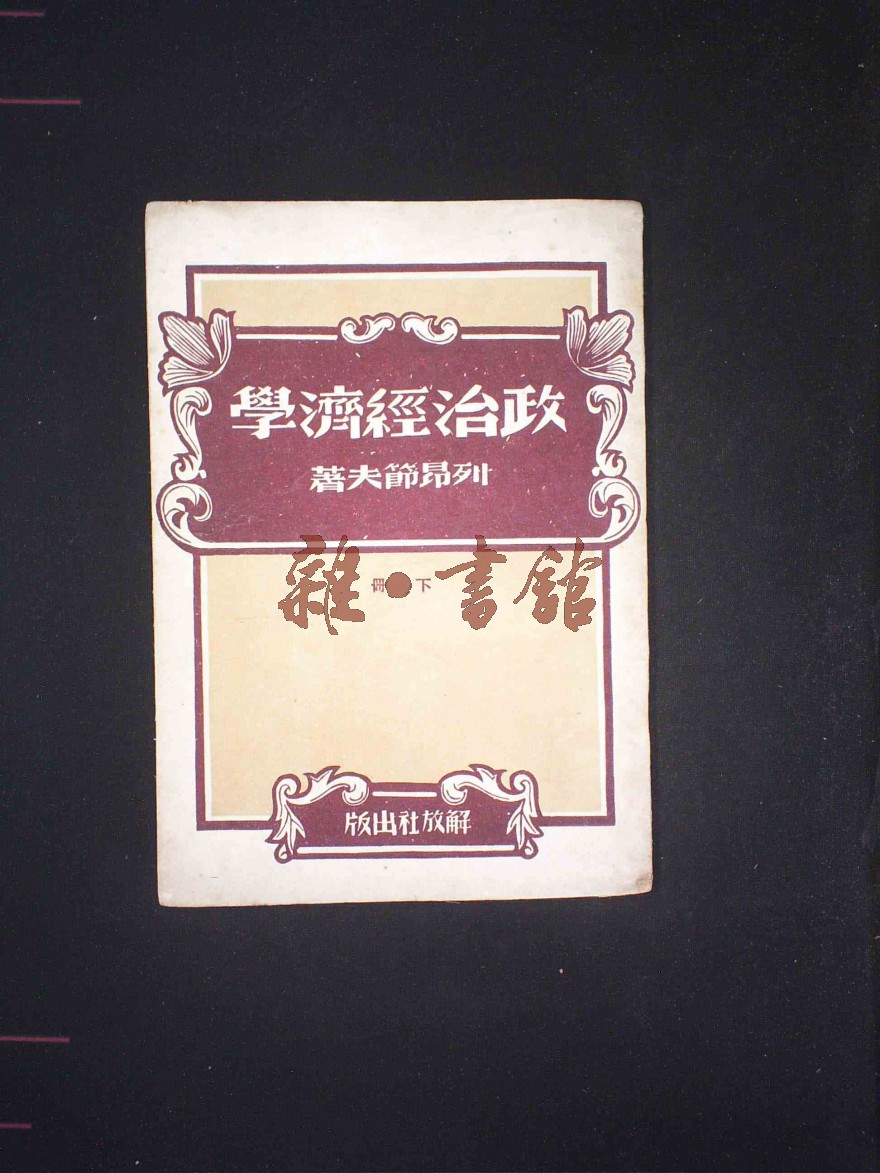 政治經濟學
列昂節夫著
下冊
雜·書館
解放社出版